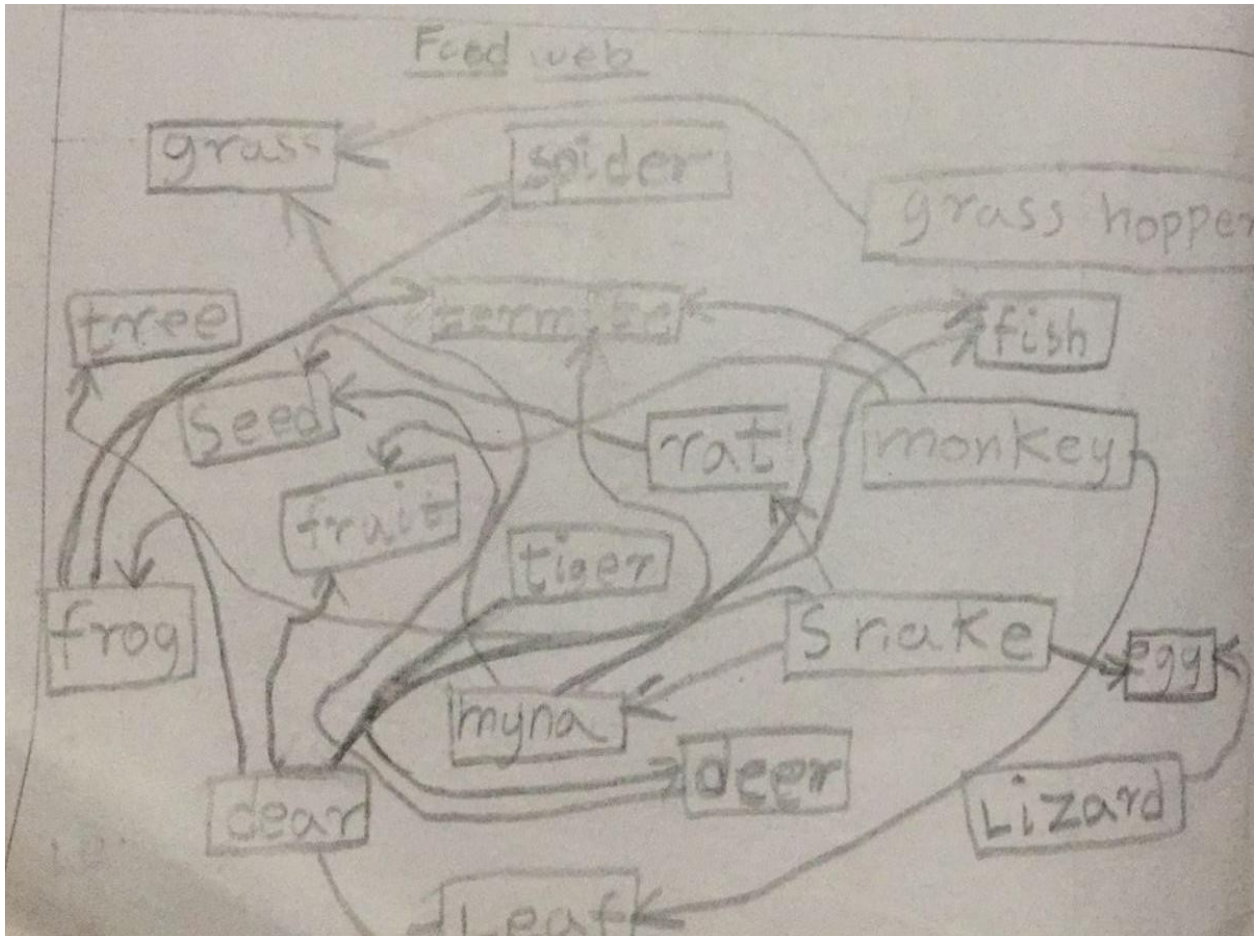 Food web
grass
spider
grass hopper
tree
termite
fish
seed
rat
monkey
fruit
tiger
frog
Snake
egg
myna
deer
dear
Lizard
Leaf